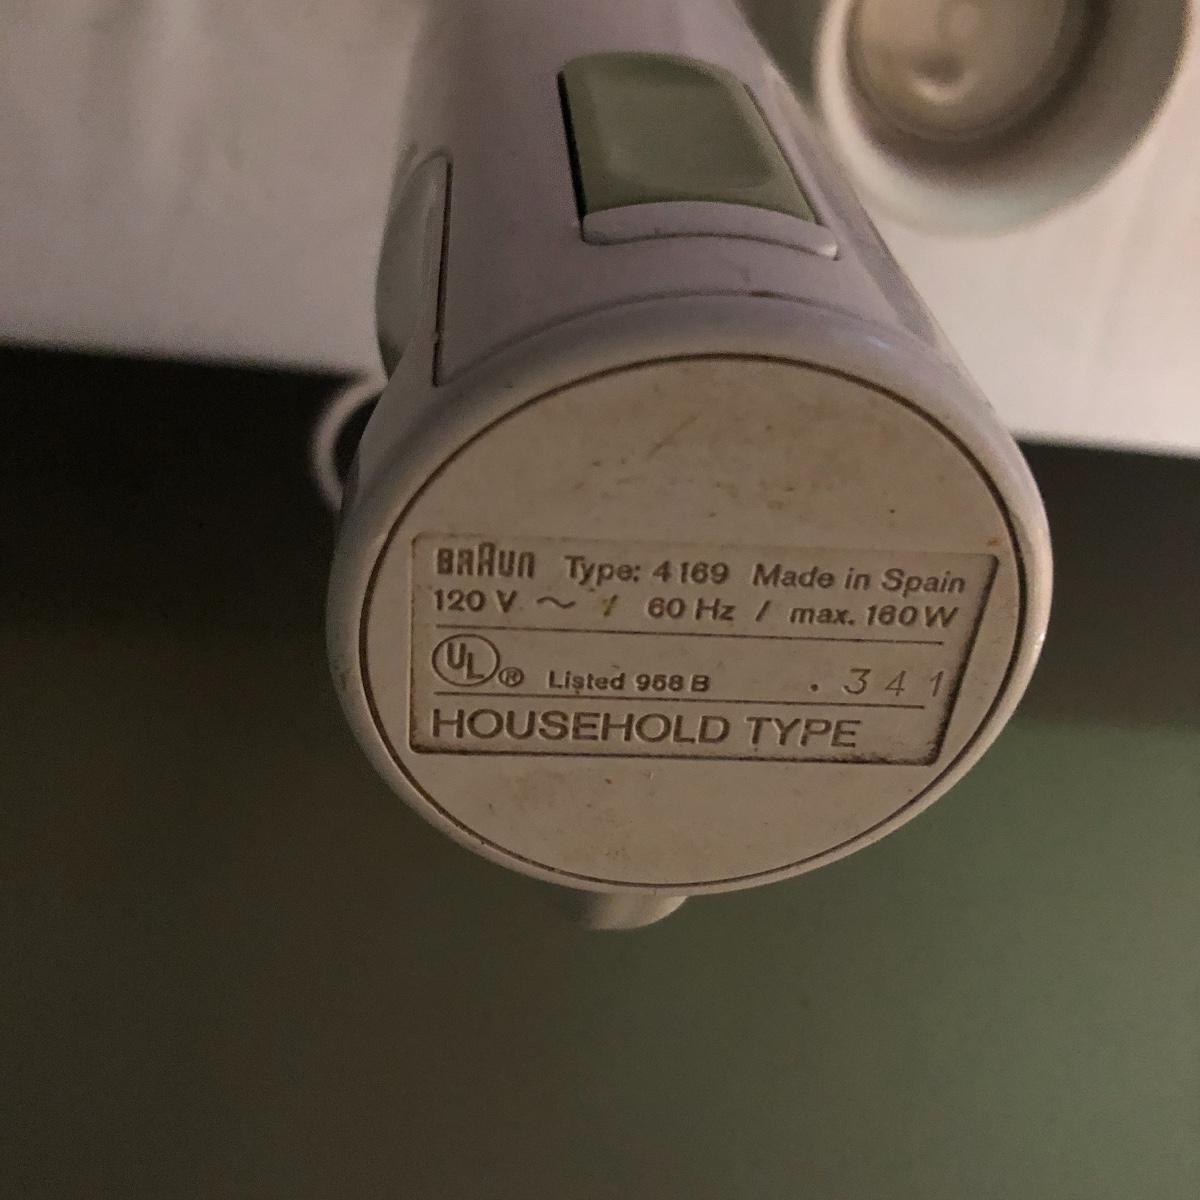 BRAUN Type: 4169 Made in Spain
120 V ~ / 60 Hz / max. 160 W
UL ® Listed 958 B . 341
HOUSEHOLD TYPE